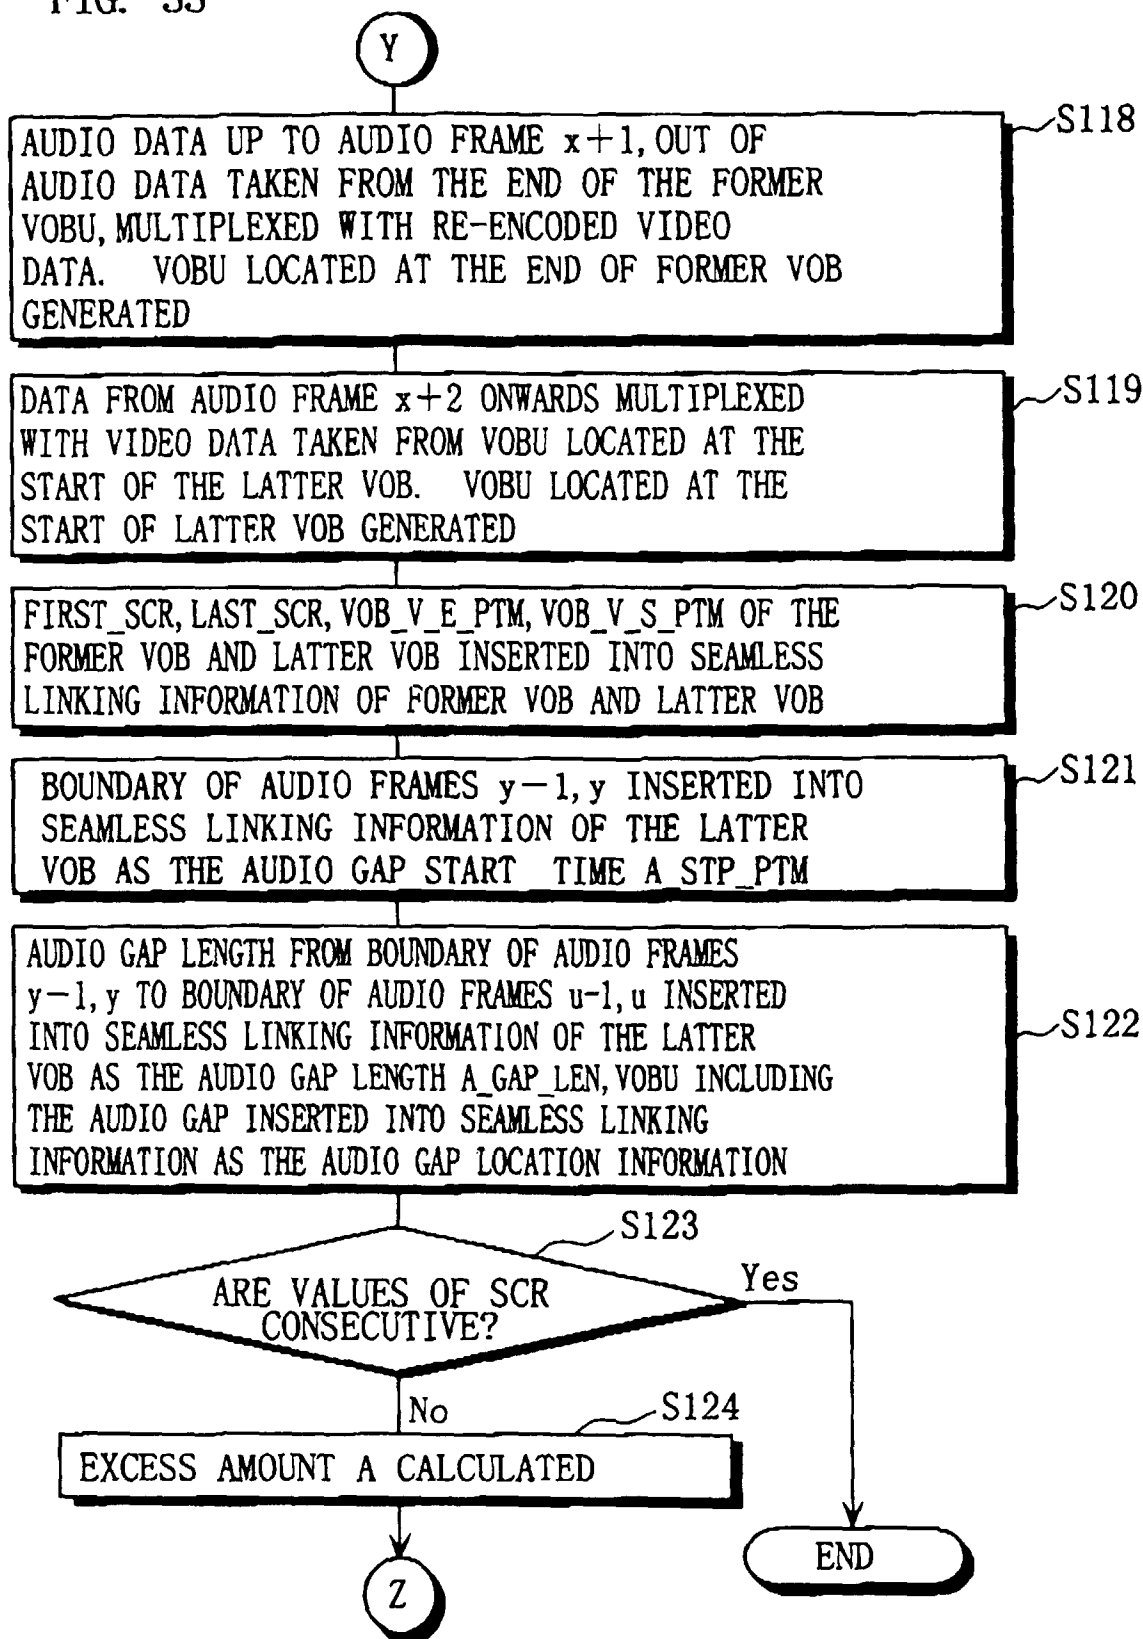 Y
S118
AUDIO DATA UP TO AUDIO FRAME x+1, OUT OF
AUDIO DATA TAKEN FROM THE END OF THE FORMER
VOBU, MULTIPLEXED WITH RE-ENCODED VIDEO
DATA. VOBU LOCATED AT THE END OF FORMER VOB
GENERATED
S119
DATA FROM AUDIO FRAME x+2 ONWARDS MULTIPLEXED
WITH VIDEO DATA TAKEN FROM VOBU LOCATED AT THE
START OF THE LATTER VOB. VOBU LOCATED AT THE
START OF LATTER VOB GENERATED
S120
FIRST_SCR, LAST_SCR, VOB_V_E_PTM, VOB_V_S_PTM OF THE
FORMER VOB AND LATTER VOB INSERTED INTO SEAMLESS
LINKING INFORMATION OF FORMER VOB AND LATTER VOB
S121
BOUNDARY OF AUDIO FRAMES y-1, y INSERTED INTO
SEAMLESS LINKING INFORMATION OF THE LATTER
VOB AS THE AUDIO GAP START TIME A_STP_PTM
S122
AUDIO GAP LENGTH FROM BOUNDARY OF AUDIO FRAMES
y-1, y TO BOUNDARY OF AUDIO FRAMES u-1, u INSERTED
INTO SEAMLESS LINKING INFORMATION OF THE LATTER
VOB AS THE AUDIO GAP LENGTH A_GAP_LEN, VOBU INCLUDING
THE AUDIO GAP INSERTED INTO SEAMLESS LINKING
INFORMATION AS THE AUDIO GAP LOCATION INFORMATION
S123
ARE VALUES OF SCR
CONSECUTIVE?
Yes
No
S124
EXCESS AMOUNT A CALCULATED
END
Z